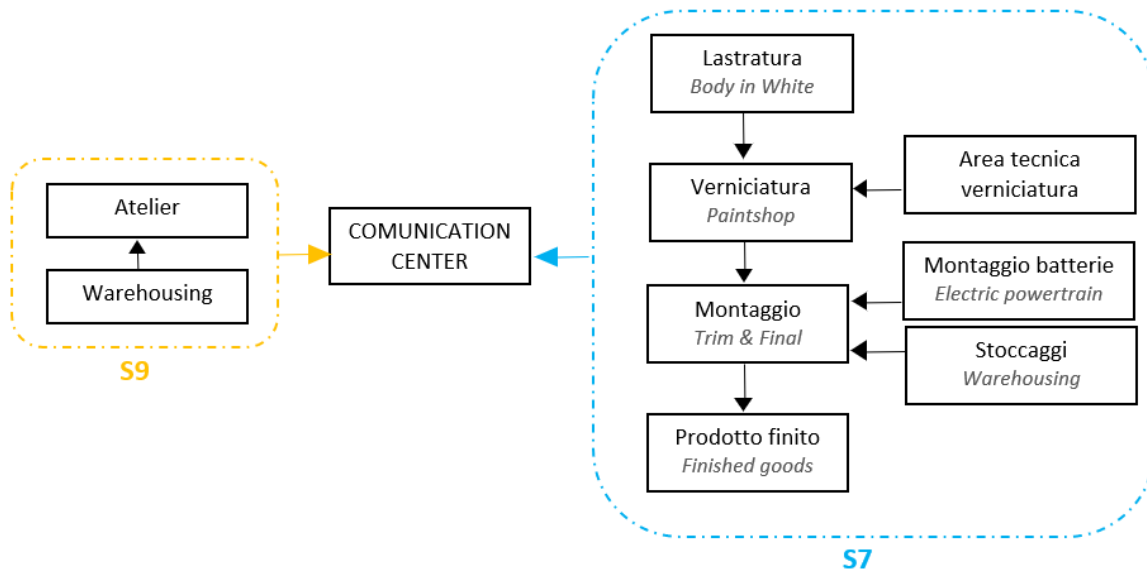 Atelier
Warehousing
S9
COMUNICATION
CENTER
Lastratura
Body in White
Verniciatura
Paintshop
Area tecnica
verniciatura
Montaggio
Trim & Final
Montaggio batterie
Electric powertrain
Stoccaggi
Warehousing
Prodotto finito
Finished goods
S7